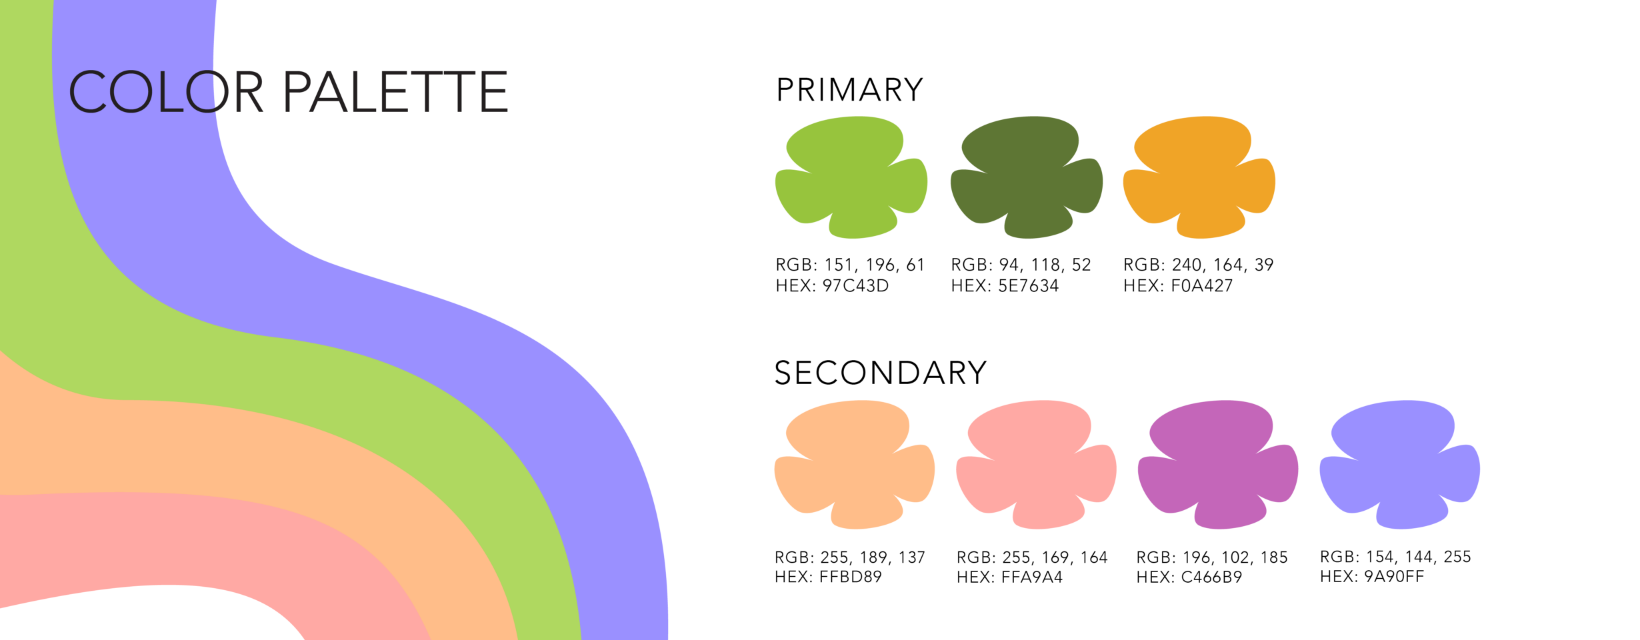 COLOR PALETTE
PRIMARY
RGB: 151, 196, 61
HEX: 97C43D
RGB: 94, 118, 52
HEX: 5E7634
RGB: 240, 164, 39
HEX: F0A427
SECONDARY
RGB: 255, 189, 137
HEX: FFBD89
RGB: 255, 169, 164
HEX: FFA9A4
RGB: 196, 102, 185
HEX: C466B9
RGB: 154, 144, 255
HEX: 9A90FF